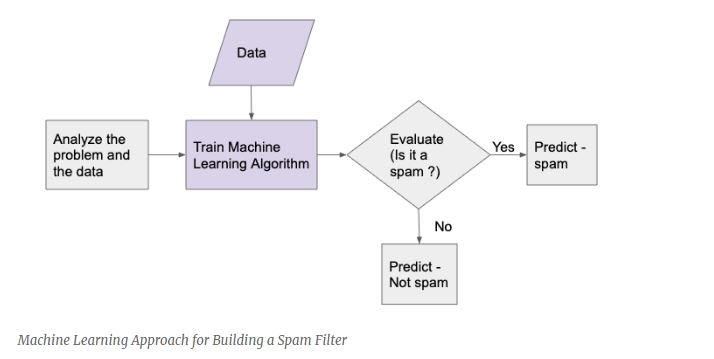 Data
Analyze the
problem and
the data
Train Machine
Learning Algorithm
Evaluate
(Is it a
spam ?)
Yes
Predict -
spam
No
Predict -
Not spam
Machine Learning Approach for Building a Spam Filter